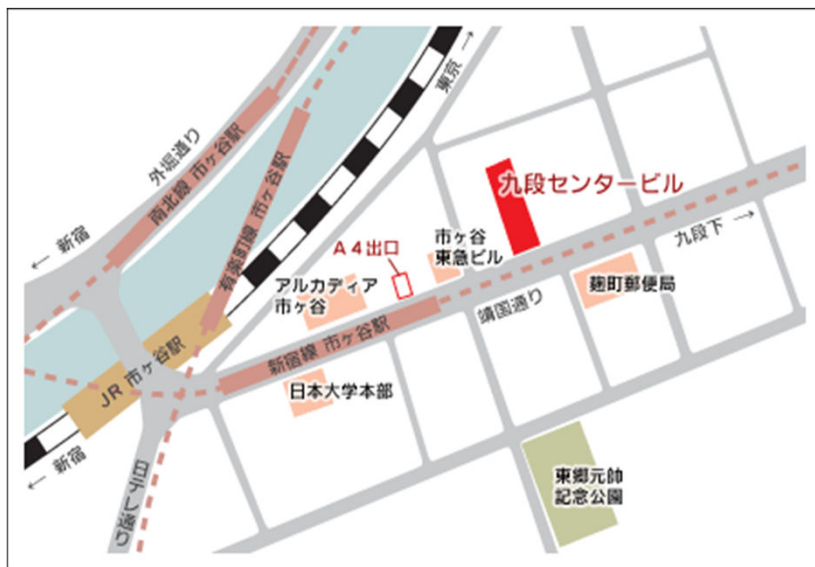 外堀通り
← 新宿
南北線 市ヶ谷駅
有楽町線 市ヶ谷駅
東京 →
九段センタービル
市ヶ谷
東急ビル
A4出口
アルカディア
市ヶ谷
九段下 →
麹町郵便局
靖国通り
新宿線 市ヶ谷駅
JR 市ヶ谷駅
日本大学本部
← 新宿
日テレ通り
東郷元帥
記念公園